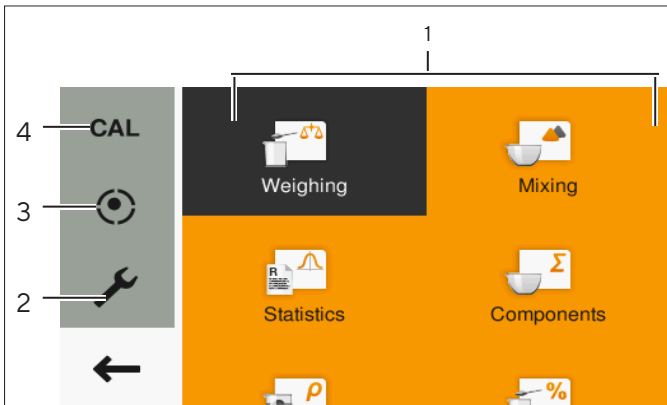 1
4 CAL
Weighing Mixing
3
R Σ
2 Statistics Components
ρ %